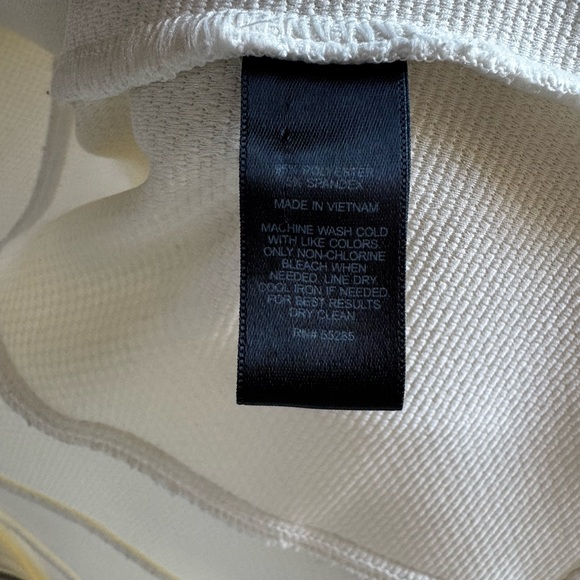 % POLYESTER
5% SPANDEX
MADE IN VIETNAM
MACHINE WASH COLD
WITH LIKE COLORS.
ONLY NON-CHLORINE
BLEACH WHEN
NEEDED. LINE DRY.
COOL IRON IF NEEDED.
FOR BEST RESULTS
DRY CLEAN.
RN# 55285